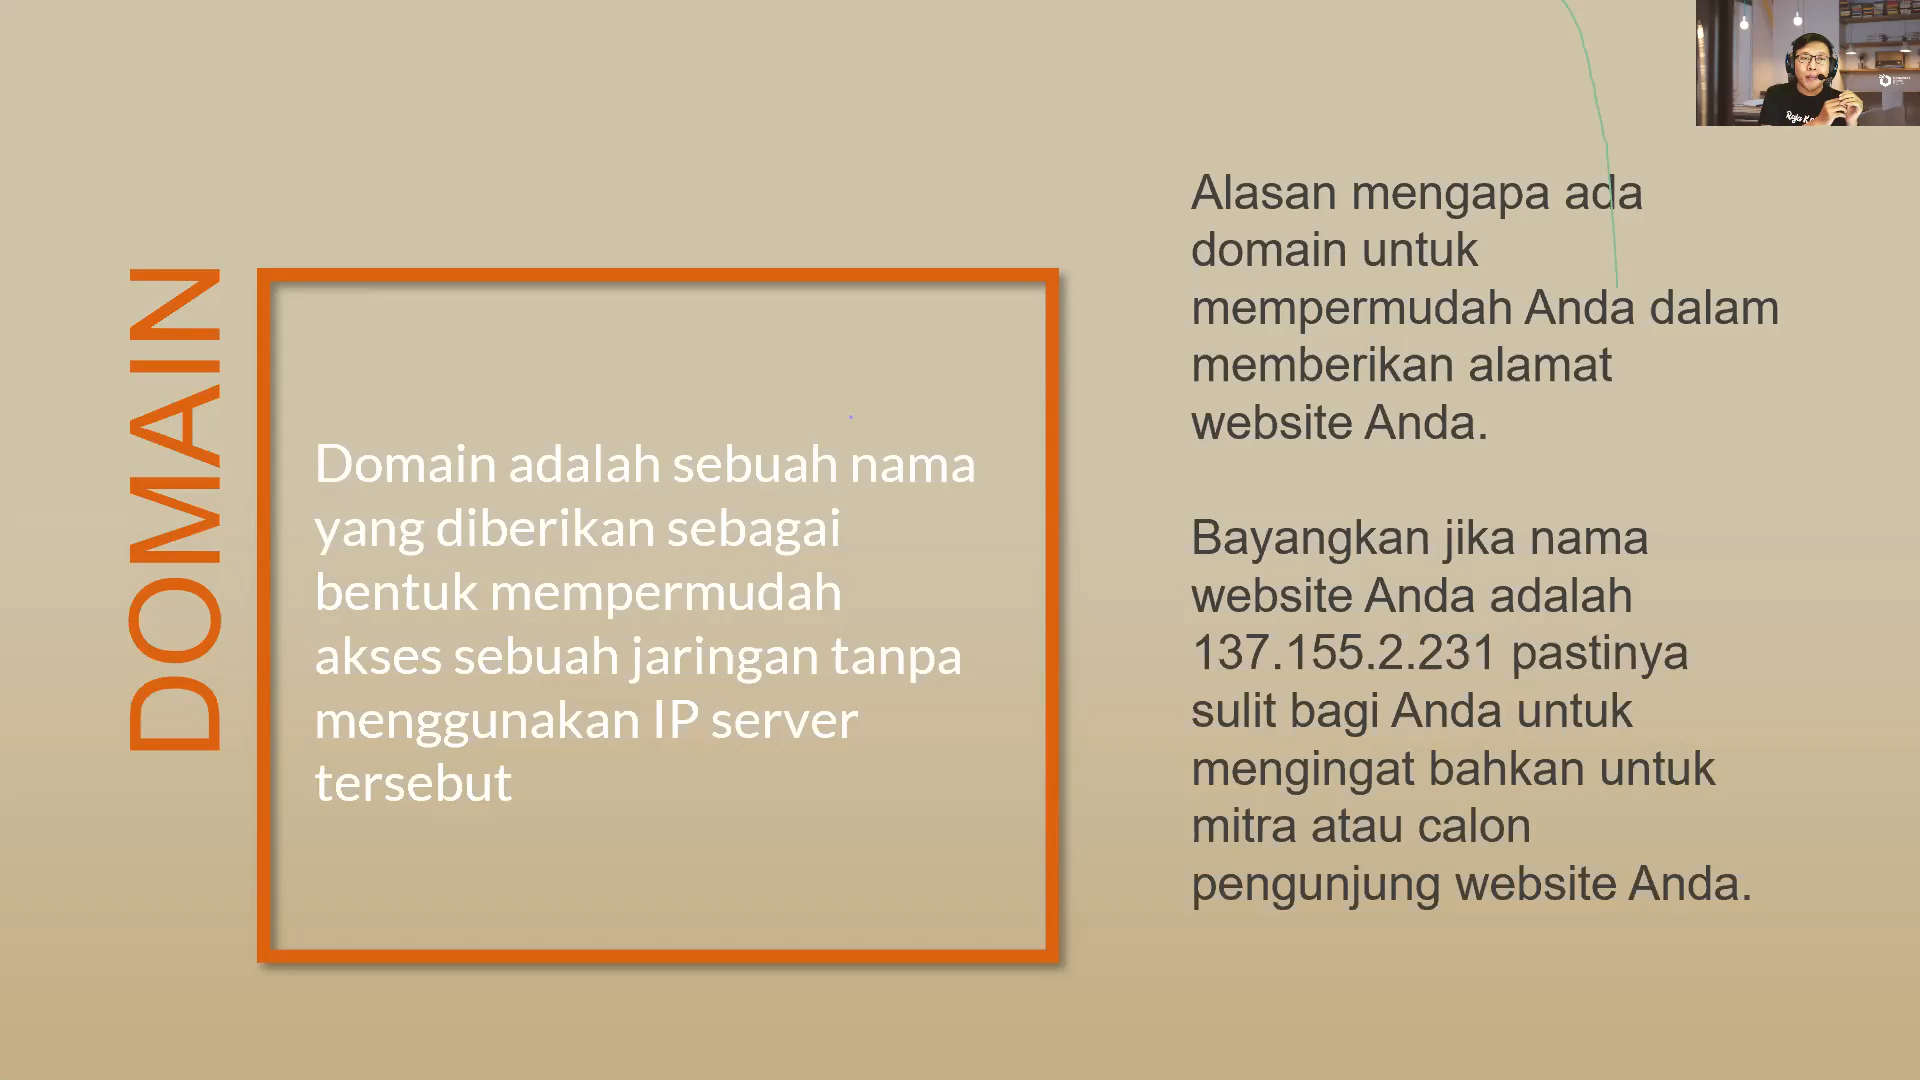 DOMAIN
Domain adalah sebuah nama
yang diberikan sebagai
bentuk mempermudah
akses sebuah jaringan tanpa
menggunakan IP server
tersebut
Alasan mengapa ada
domain untuk
mempermudah Anda dalam
memberikan alamat
website Anda.
Bayangkan jika nama
website Anda adalah
137.155.2.231 pastinya
sulit bagi Anda untuk
mengingat bahkan untuk
mitra atau calon
pengunjung website Anda.